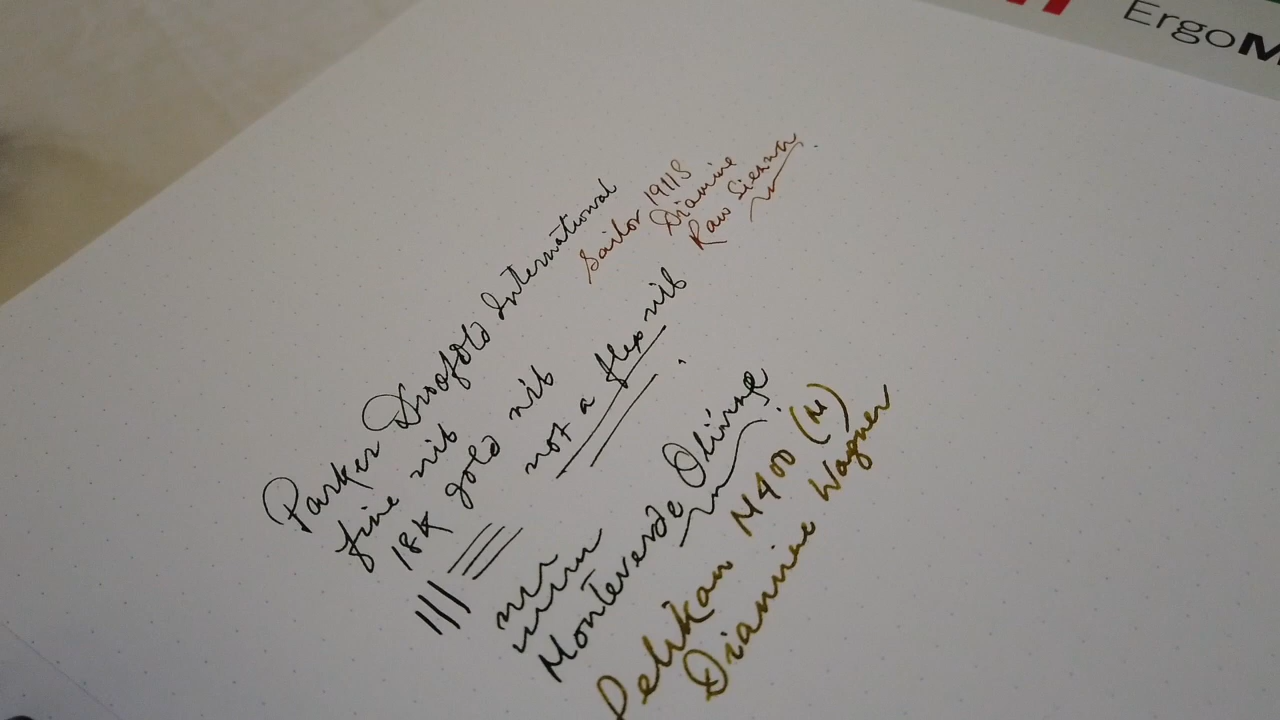 ErgoM
Sailor 1911S
Diamine
Raw Sienna
Parker Duofold International
fine nib
18K gold nib
not a flex nib
Monteverde Olivine
Pelikan M400 (M)
Diamine Wagner